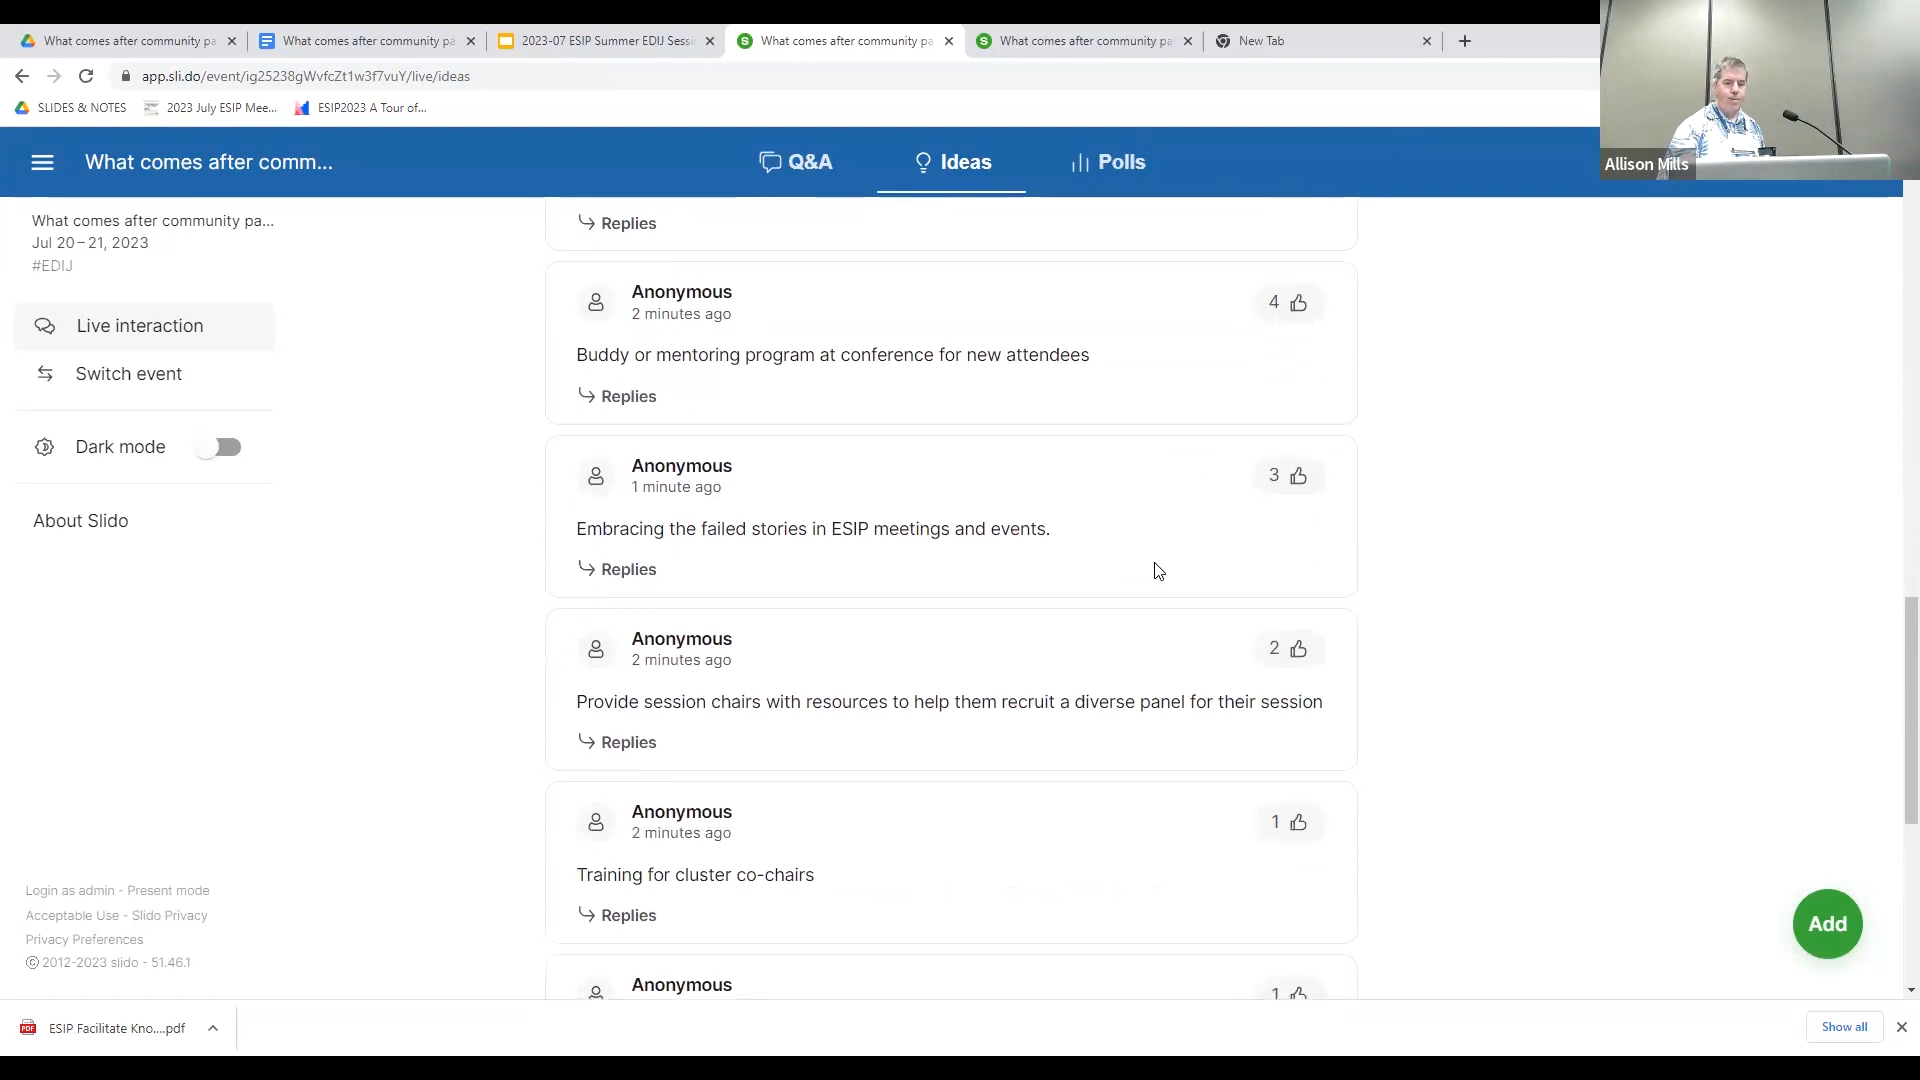 What comes after community pa
What comes after community pa
2023-07 ESIP Summer EDIJ Sessi
What comes after community pa
What comes after community pa
New Tab
app.sli.do/event/ig25238gWvfcZt1w3f7vuY/live/ideas
SLIDES & NOTES
2023 July ESIP Mee...
ESIP2023 A Tour of...
Allison Mills
What comes after comm...
Q&A
Ideas
Polls
What comes after community pa...
Jul 20–21, 2023
#EDIJ
Live interaction
Switch event
Dark mode
About Slido
Login as admin - Present mode
Acceptable Use - Slido Privacy
Privacy Preferences
© 2012-2023 slido - 51.46.1
Replies
Anonymous
2 minutes ago
4
Buddy or mentoring program at conference for new attendees
Replies
Anonymous
1 minute ago
3
Embracing the failed stories in ESIP meetings and events.
Replies
Anonymous
2 minutes ago
2
Provide session chairs with resources to help them recruit a diverse panel for their session
Replies
Anonymous
2 minutes ago
1
Training for cluster co-chairs
Replies
Anonymous
1
Add
PDF
ESIP Facilitate Kno....pdf
Show all